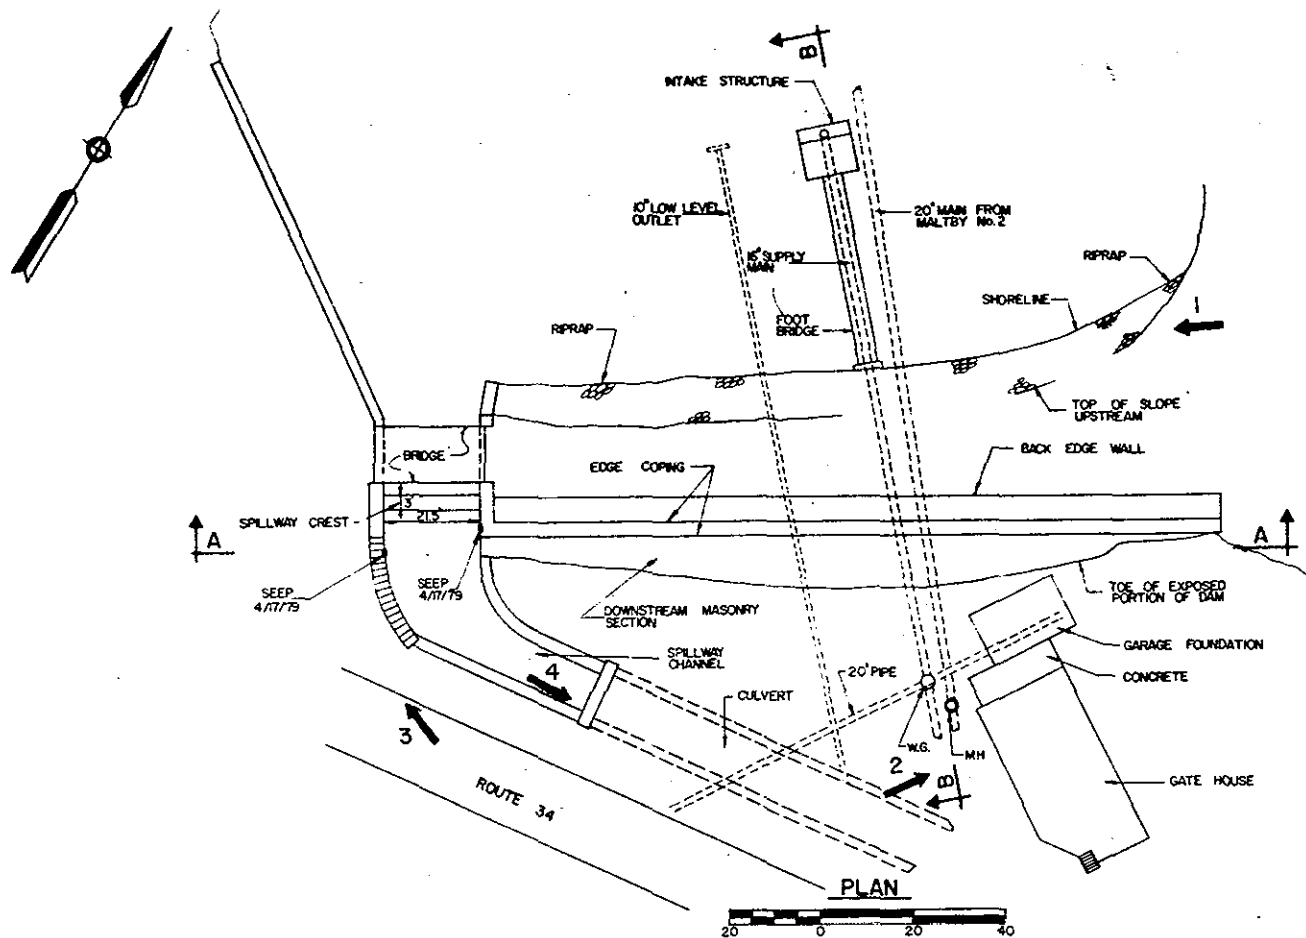 B
INTAKE STRUCTURE
10" LOW LEVEL
OUTLET
20" MAIN FROM
MALTBY No. 2
16" SUPPLY
MAIN
RIPRAP
SHORELINE
1
FOOT
BRIDGE
RIPRAP
TOP OF SLOPE
UPSTREAM
BRIDGE
EDGE COPING
BACK EDGE WALL
3'
SPILLWAY CREST
21.5'
A
A
SEEP
4/17/79
SEEP
4/17/79
DOWNSTREAM MASONRY
SECTION
TOE OF EXPOSED
PORTION OF DAM
GARAGE FOUNDATION
SPILLWAY
CHANNEL
4
20" PIPE
CONCRETE
CULVERT
3
W.G.
M.H
2
B
GATE HOUSE
ROUTE 34
PLAN
20 0 20 40